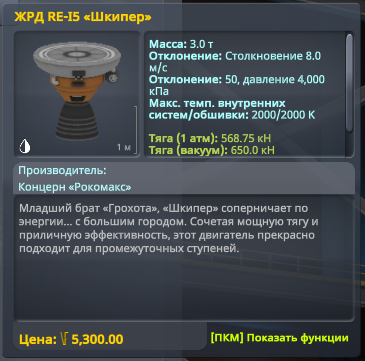 ЖРД RE-I5 «Шкипер»
Масса: 3.0 т
Отклонение: Столкновение 8.0
м/с
Отклонение: 50, давление 4,000
кПа
Макс. темп. внутренних
систем/обшивки: 2000/2000 K
Тяга (1 атм): 568.75 кН
Тяга (вакуум): 650.0 кН
1 м
Производитель:
Концерн «Рокомакс»
Младший брат «Грохота», «Шкипер» соперничает по
энергии... с большим городом. Сочетая мощную тягу и
приличную эффективность, этот двигатель прекрасно
подходит для промежуточных ступеней.
Цена: 5,300.00
[ПКМ] Показать функции